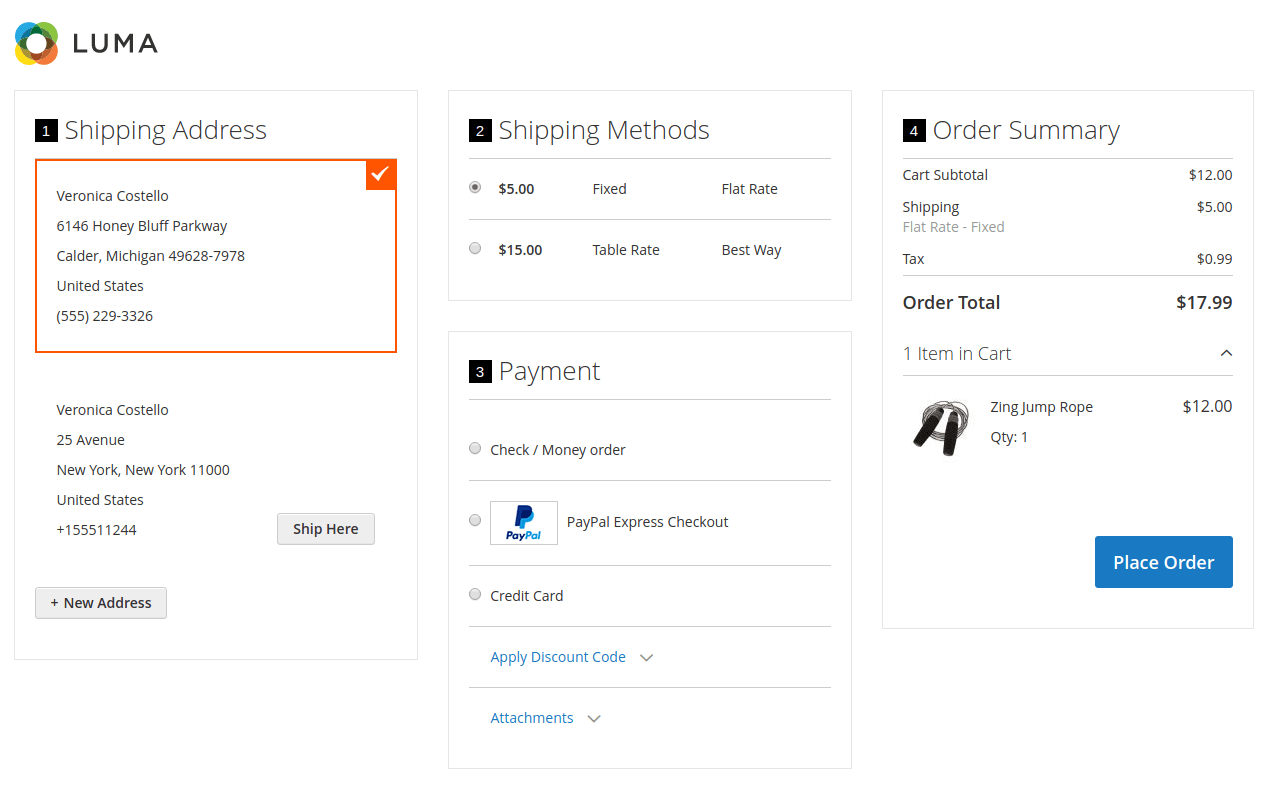 LUMA
1 Shipping Address
Veronica Costello
6146 Honey Bluff Parkway
Calder, Michigan 49628-7978
United States
(555) 229-3326
Veronica Costello
25 Avenue
New York, New York 11000
United States
+155511244
Ship Here
+ New Address
2 Shipping Methods
$5.00 Fixed Flat Rate
$15.00 Table Rate Best Way
3 Payment
Check / Money order
PayPal PayPal Express Checkout
Credit Card
Apply Discount Code
Attachments
4 Order Summary
Cart Subtotal $12.00
Shipping $5.00
Flat Rate - Fixed
Tax $0.99
Order Total $17.99
1 Item in Cart
Zing Jump Rope $12.00
Qty: 1
Place Order